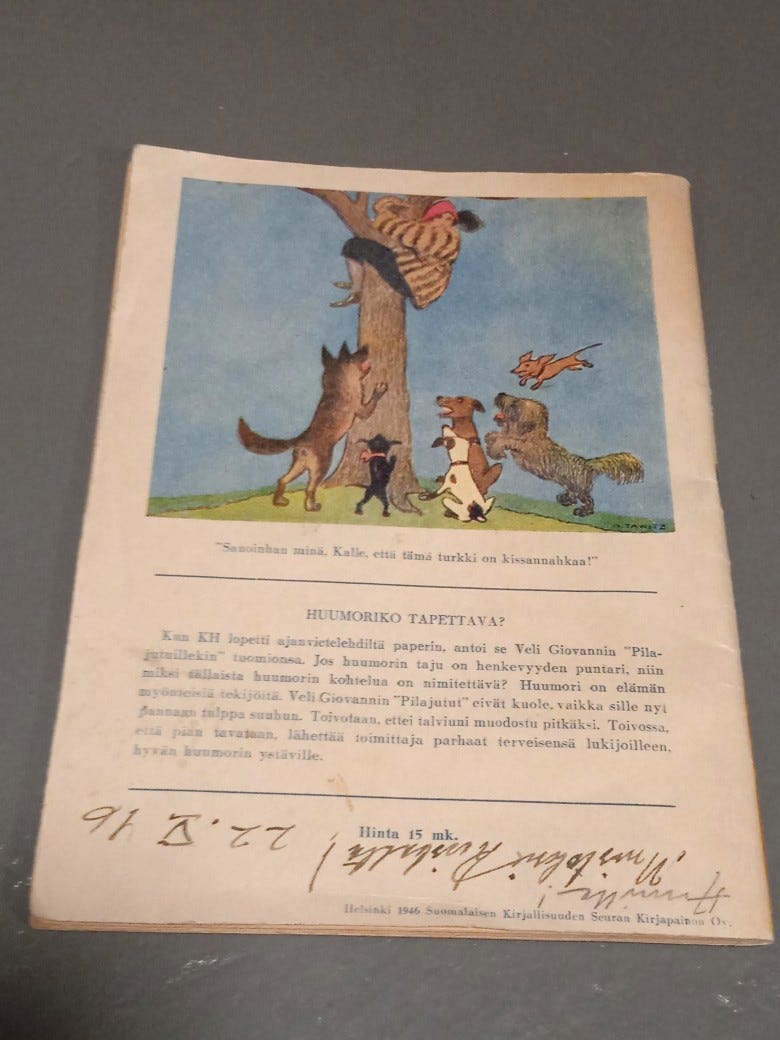 "Sanoinhan minä, Kalle, että tämä turkki on kissannahkaa!"
HUUMORIKO TAPETTAVA?
Kun KH lopetti ajanvietelehdiltä paperin, antoi se Veli Giovannin "Pila-
jutuillekin" tuomionsa. Jos huumorin taju on henkevyyden puntari, niin
miksi sällaista huumorin kohtelua on nimitettävä? Huumori on elämän
myönteisiä tekijöitä. Veli Giovannin "Pilajutut" eivät kuole, vaikka sille nyt
pannaan tulppa suuhun. Toivotaan, ettei talviuni muodostu pitkäksi. Toivossa,
että pian tavataan, lähettää toimittaja parhaat terveisensä lukijoilleen,
hyvän huumorin ystäville.
Hinta 15 mk.
22. V 46
Helsinki 1946 Suomalaisen Kirjallisuuden Seuran Kirjapainon Oy.